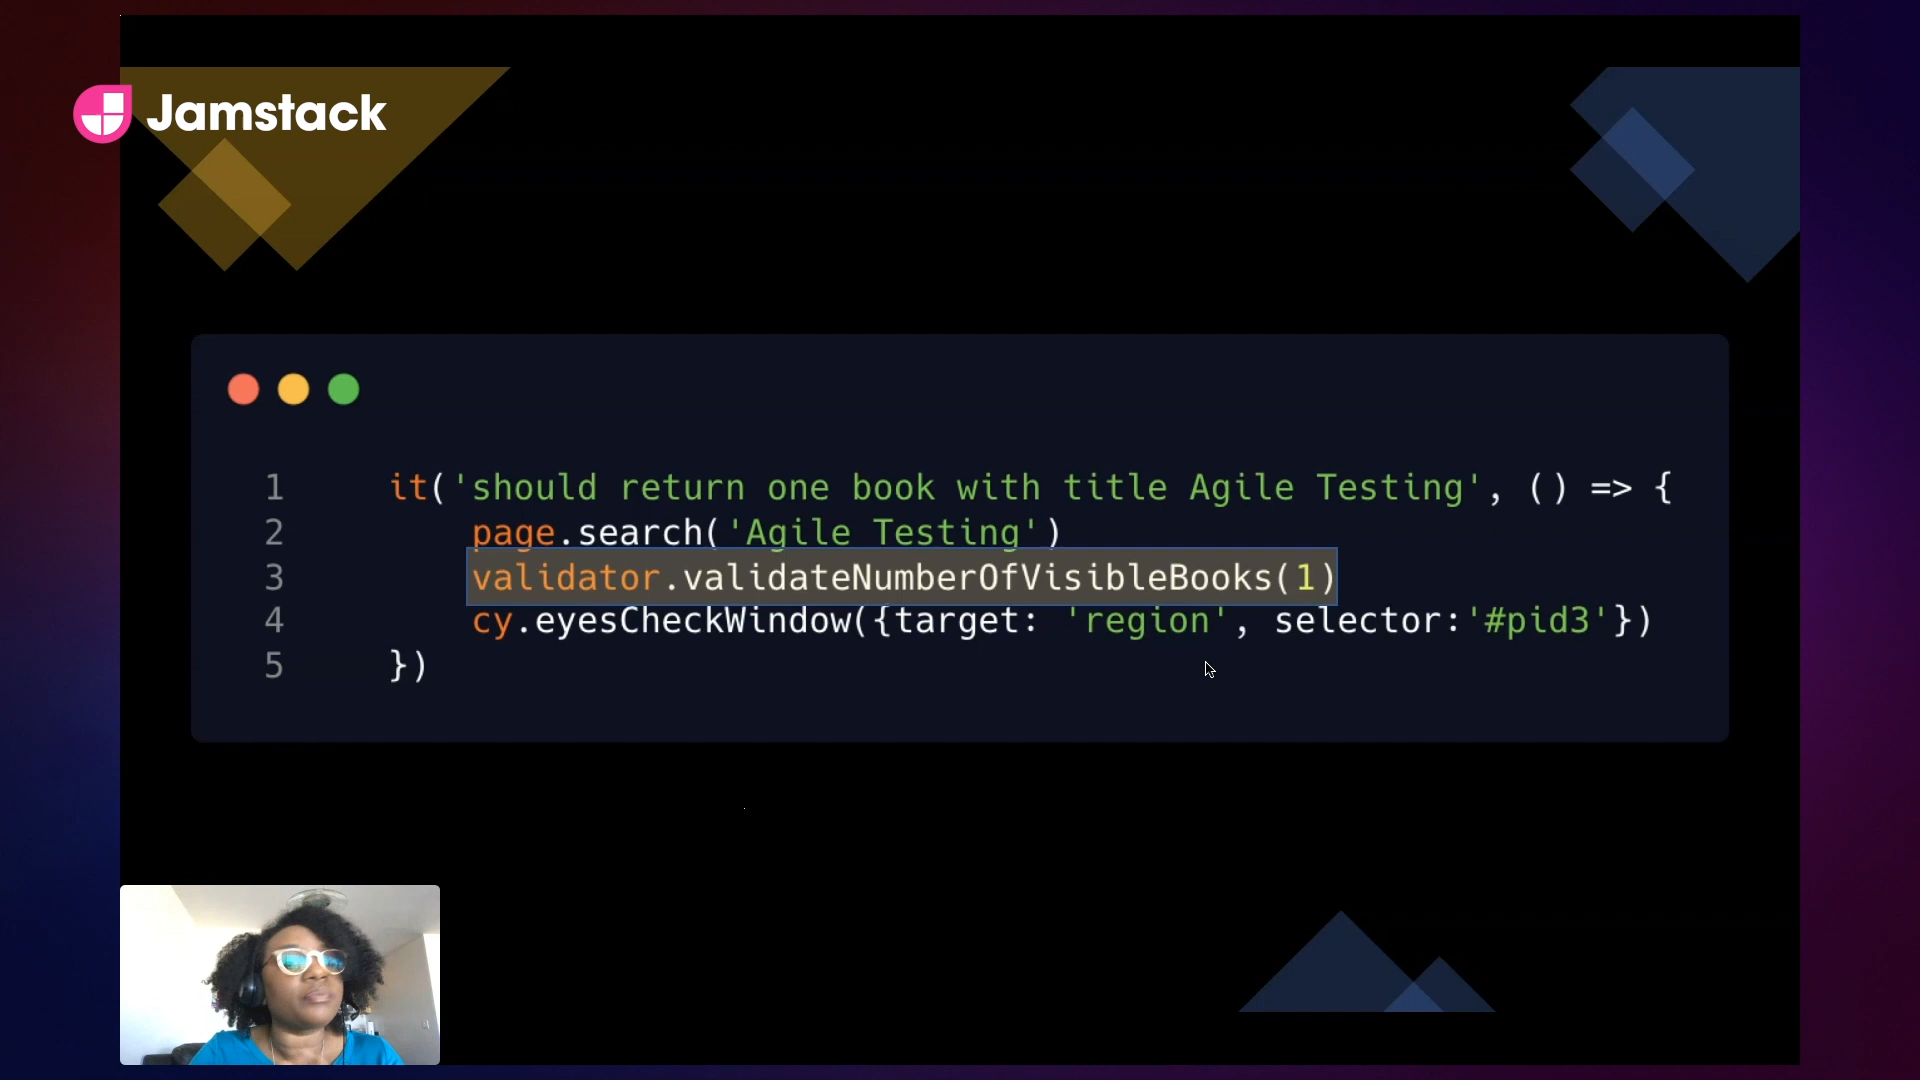 Jamstack
1 it('should return one book with title Agile Testing', () => {
2 page.search('Agile Testing')
3 validator.validateNumberOfVisibleBooks(1)
4 cy.eyesCheckWindow({target: 'region', selector:'#pid3'})
5 })